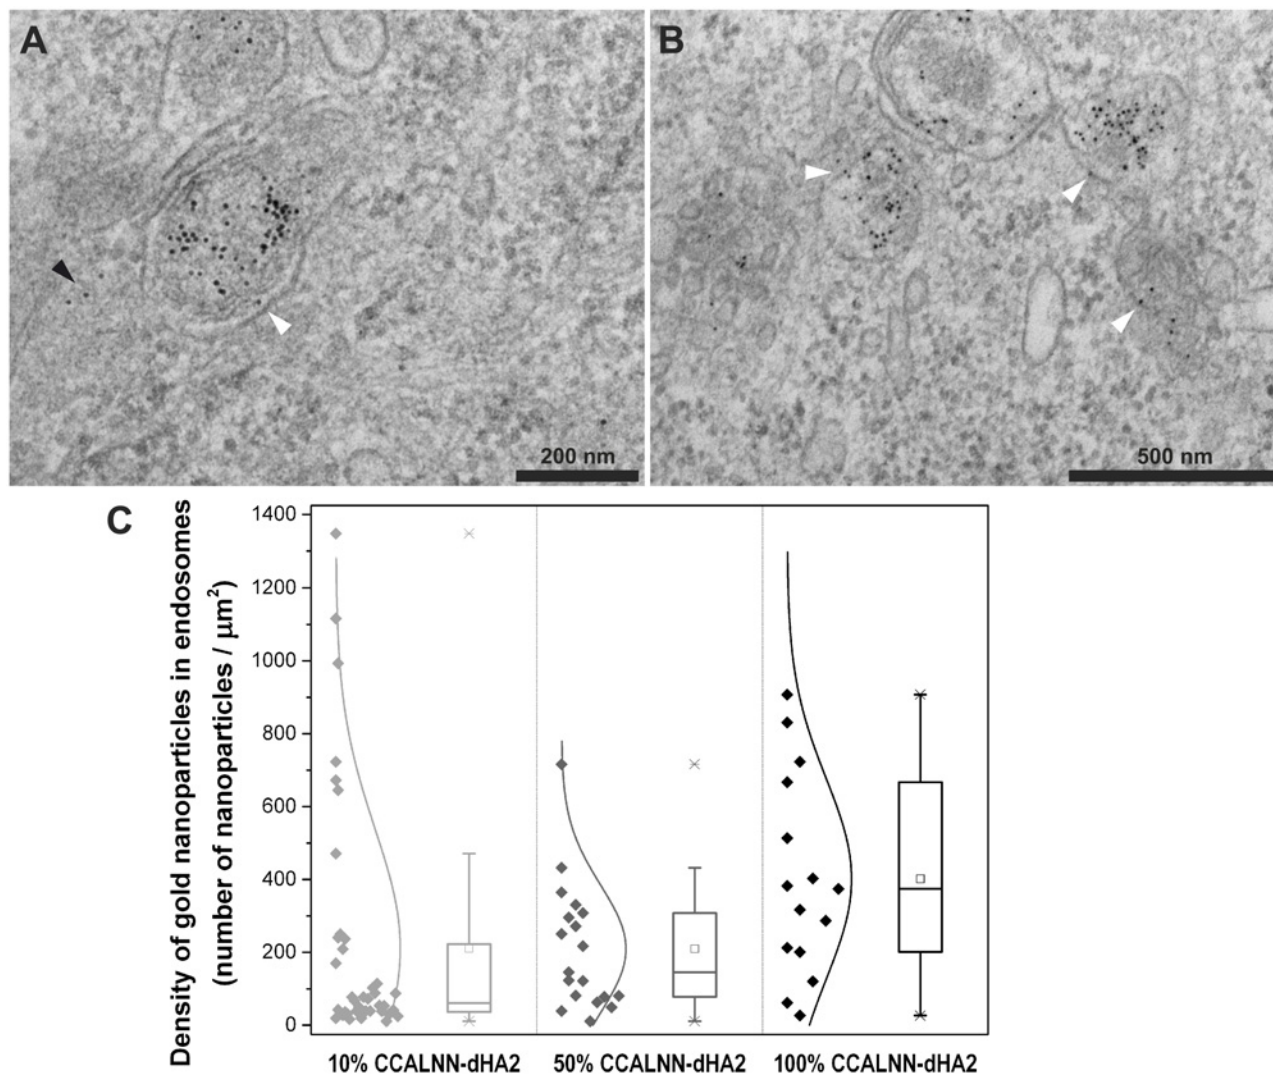 A
B
200 nm
500 nm
C
Density of gold nanoparticles in endosomes
(number of nanoparticles / μm²)
1400
1200
1000
800
600
400
200
0
10% CCALNN-dHA2
50% CCALNN-dHA2
100% CCALNN-dHA2